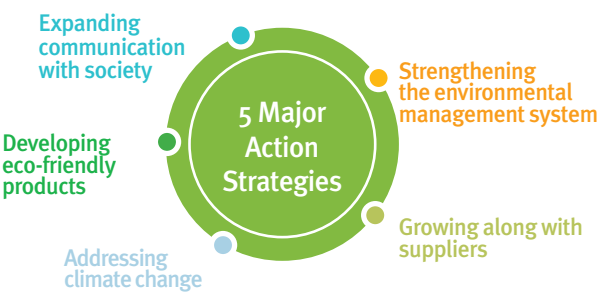 Expanding
communication
with society
Strengthening
the environmental
management system
5 Major
Action
Strategies
Developing
eco-friendly
products
Growing along with
suppliers
Addressing
climate change